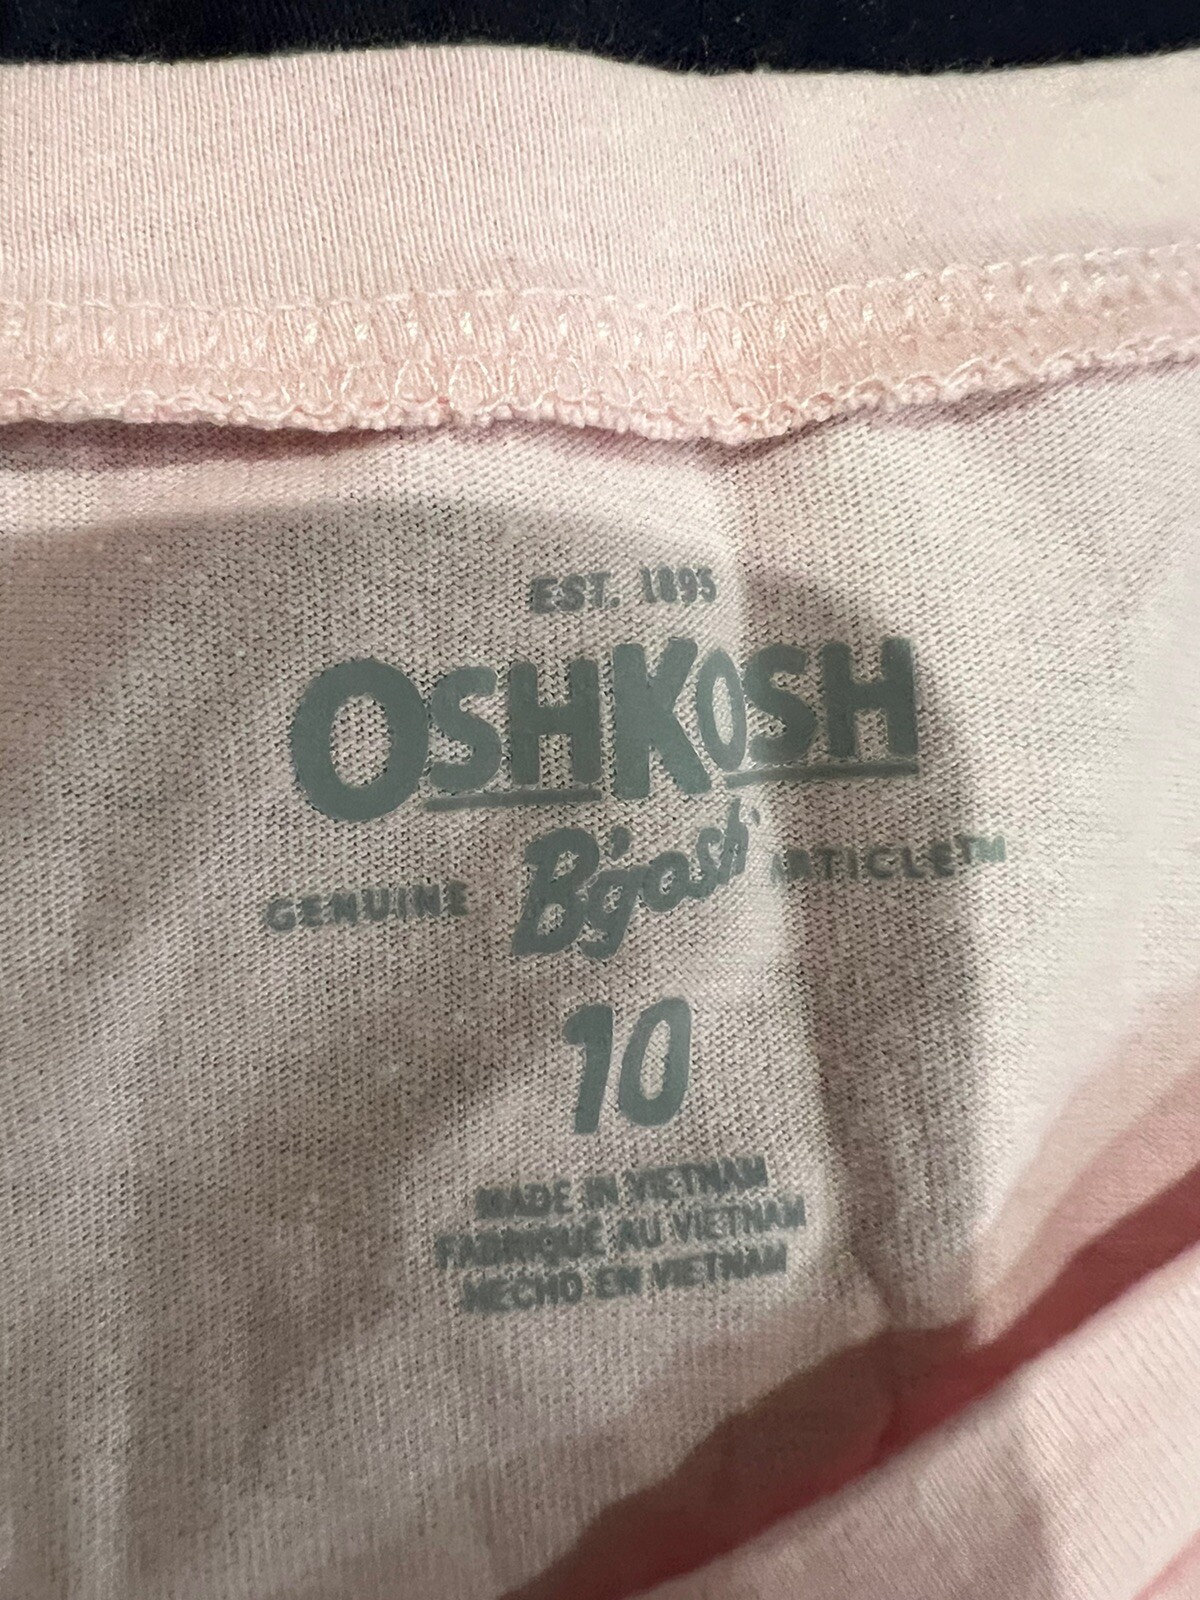 EST. 1895
OSHKOSH
GENUINE B'gosh ARTICLE™
10
MADE IN VIETNAM
FABRIQUÉ AU VIETNAM
HECHO EN VIETNAM